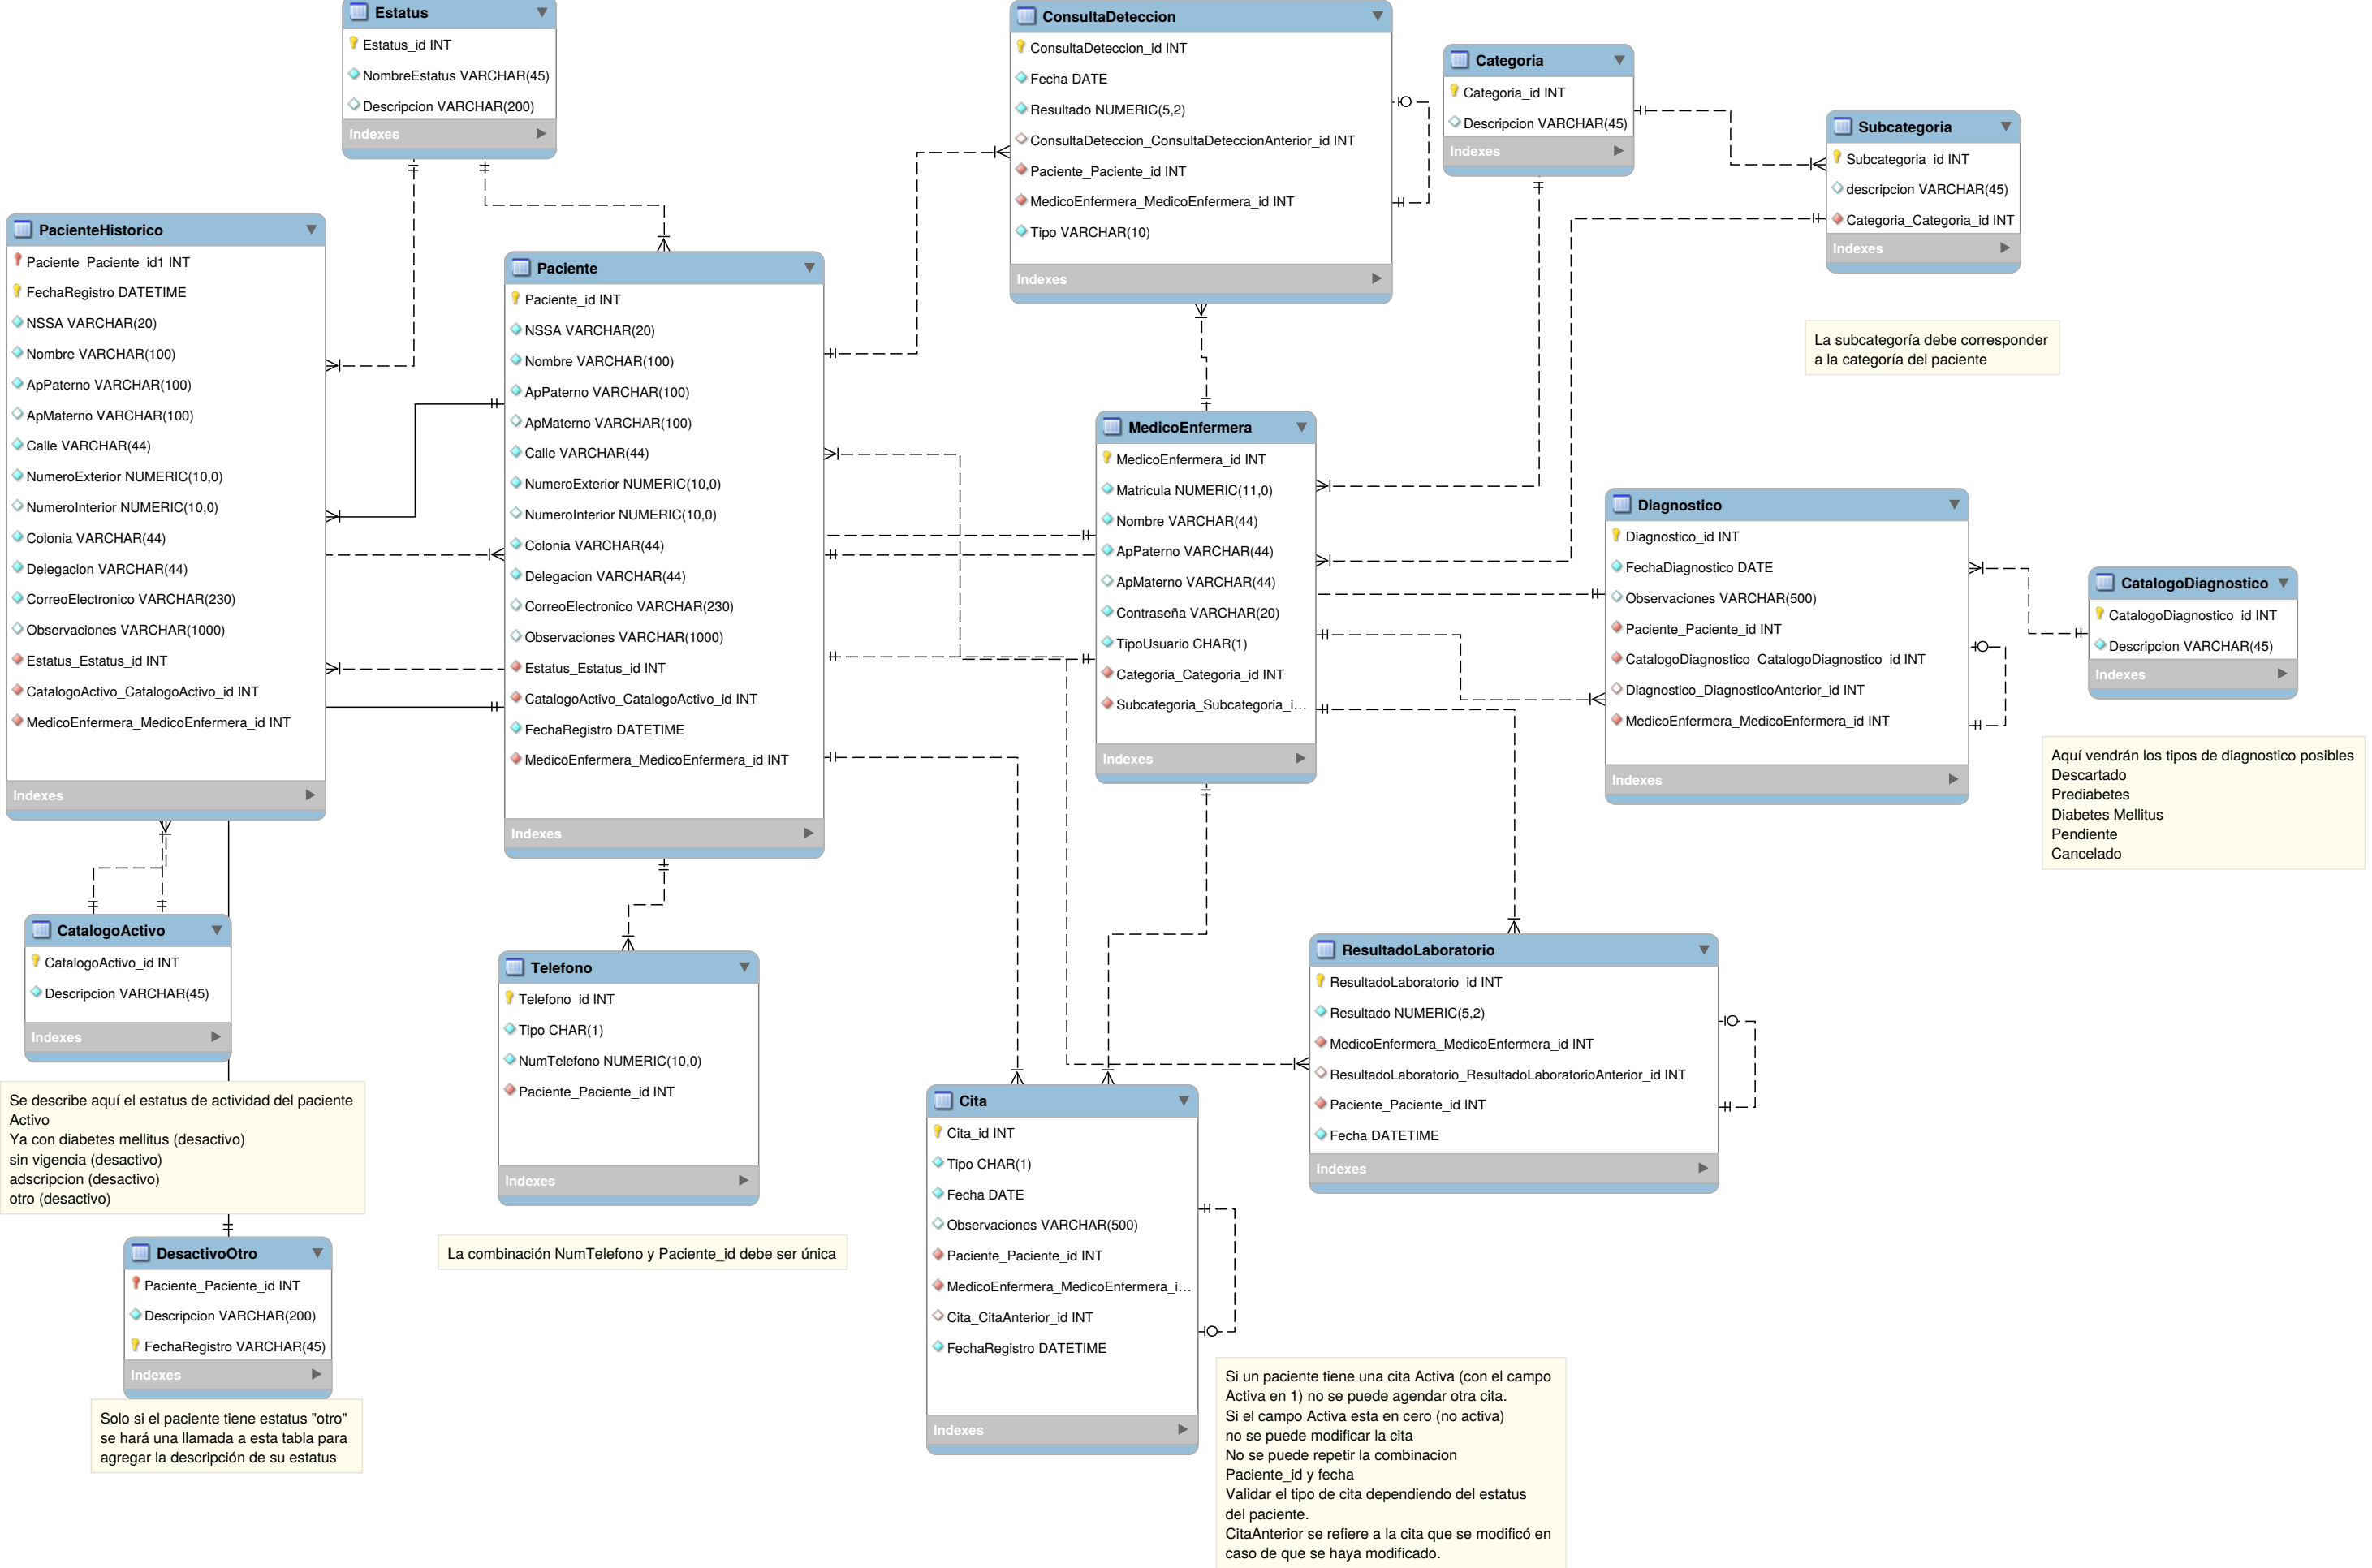 Estatus
Estatus_id INT
NombreEstatus VARCHAR(45)
Descripcion VARCHAR(200)
Indexes
ConsultaDeteccion
ConsultaDeteccion_id INT
Fecha DATE
Resultado NUMERIC(5,2)
ConsultaDeteccion_ConsultaDeteccionAnterior_id INT
Paciente_Paciente_id INT
MedicoEnfermera_MedicoEnfermera_id INT
Tipo VARCHAR(10)
Indexes
Categoria
Categoria_id INT
Descripcion VARCHAR(45)
Indexes
Subcategoria
Subcategoria_id INT
descripcion VARCHAR(45)
Categoria_Categoria_id INT
Indexes
La subcategoría debe corresponder
a la categoría del paciente
PacienteHistorico
Paciente_Paciente_id1 INT
FechaRegistro DATETIME
NSSA VARCHAR(20)
Nombre VARCHAR(100)
ApPaterno VARCHAR(100)
ApMaterno VARCHAR(100)
Calle VARCHAR(44)
NumeroExterior NUMERIC(10,0)
NumeroInterior NUMERIC(10,0)
Colonia VARCHAR(44)
Delegacion VARCHAR(44)
CorreoElectronico VARCHAR(230)
Observaciones VARCHAR(1000)
Estatus_Estatus_id INT
CatalogoActivo_CatalogoActivo_id INT
MedicoEnfermera_MedicoEnfermera_id INT
Indexes
Paciente
Paciente_id INT
NSSA VARCHAR(20)
Nombre VARCHAR(100)
ApPaterno VARCHAR(100)
ApMaterno VARCHAR(100)
Calle VARCHAR(44)
NumeroExterior NUMERIC(10,0)
NumeroInterior NUMERIC(10,0)
Colonia VARCHAR(44)
Delegacion VARCHAR(44)
CorreoElectronico VARCHAR(230)
Observaciones VARCHAR(1000)
Estatus_Estatus_id INT
CatalogoActivo_CatalogoActivo_id INT
FechaRegistro DATETIME
MedicoEnfermera_MedicoEnfermera_id INT
Indexes
MedicoEnfermera
MedicoEnfermera_id INT
Matricula NUMERIC(11,0)
Nombre VARCHAR(44)
ApPaterno VARCHAR(44)
ApMaterno VARCHAR(44)
Contraseña VARCHAR(20)
TipoUsuario CHAR(1)
Categoria_Categoria_id INT
Subcategoria_Subcategoria_i...
Indexes
Diagnostico
Diagnostico_id INT
FechaDiagnostico DATE
Observaciones VARCHAR(500)
Paciente_Paciente_id INT
CatalogoDiagnostico_CatalogoDiagnostico_id INT
Diagnostico_DiagnosticoAnterior_id INT
MedicoEnfermera_MedicoEnfermera_id INT
Indexes
CatalogoDiagnostico
CatalogoDiagnostico_id INT
Descripcion VARCHAR(45)
Indexes
Aquí vendrán los tipos de diagnostico posibles
Descartado
Prediabetes
Diabetes Mellitus
Pendiente
Cancelado
CatalogoActivo
CatalogoActivo_id INT
Descripcion VARCHAR(45)
Indexes
Se describe aquí el estatus de actividad del paciente
Activo
Ya con diabetes mellitus (desactivo)
sin vigencia (desactivo)
adscripcion (desactivo)
otro (desactivo)
DesactivoOtro
Paciente_Paciente_id INT
Descripcion VARCHAR(200)
FechaRegistro VARCHAR(45)
Indexes
Solo si el paciente tiene estatus "otro"
se hará una llamada a esta tabla para
agregar la descripción de su estatus
Telefono
Telefono_id INT
Tipo CHAR(1)
NumTelefono NUMERIC(10,0)
Paciente_Paciente_id INT
Indexes
La combinación NumTelefono y Paciente_id debe ser única
Cita
Cita_id INT
Tipo CHAR(1)
Fecha DATE
Observaciones VARCHAR(500)
Paciente_Paciente_id INT
MedicoEnfermera_MedicoEnfermera_i...
Cita_CitaAnterior_id INT
FechaRegistro DATETIME
Indexes
ResultadoLaboratorio
ResultadoLaboratorio_id INT
Resultado NUMERIC(5,2)
MedicoEnfermera_MedicoEnfermera_id INT
ResultadoLaboratorio_ResultadoLaboratorioAnterior_id INT
Paciente_Paciente_id INT
Fecha DATETIME
Indexes
Si un paciente tiene una cita Activa (con el campo
Activa en 1) no se puede agendar otra cita.
Si el campo Activa esta en cero (no activa)
no se puede modificar la cita
No se puede repetir la combinacion
Paciente_id y fecha
Validar el tipo de cita dependiendo del estatus
del paciente.
CitaAnterior se refiere a la cita que se modificó en
caso de que se haya modificado.